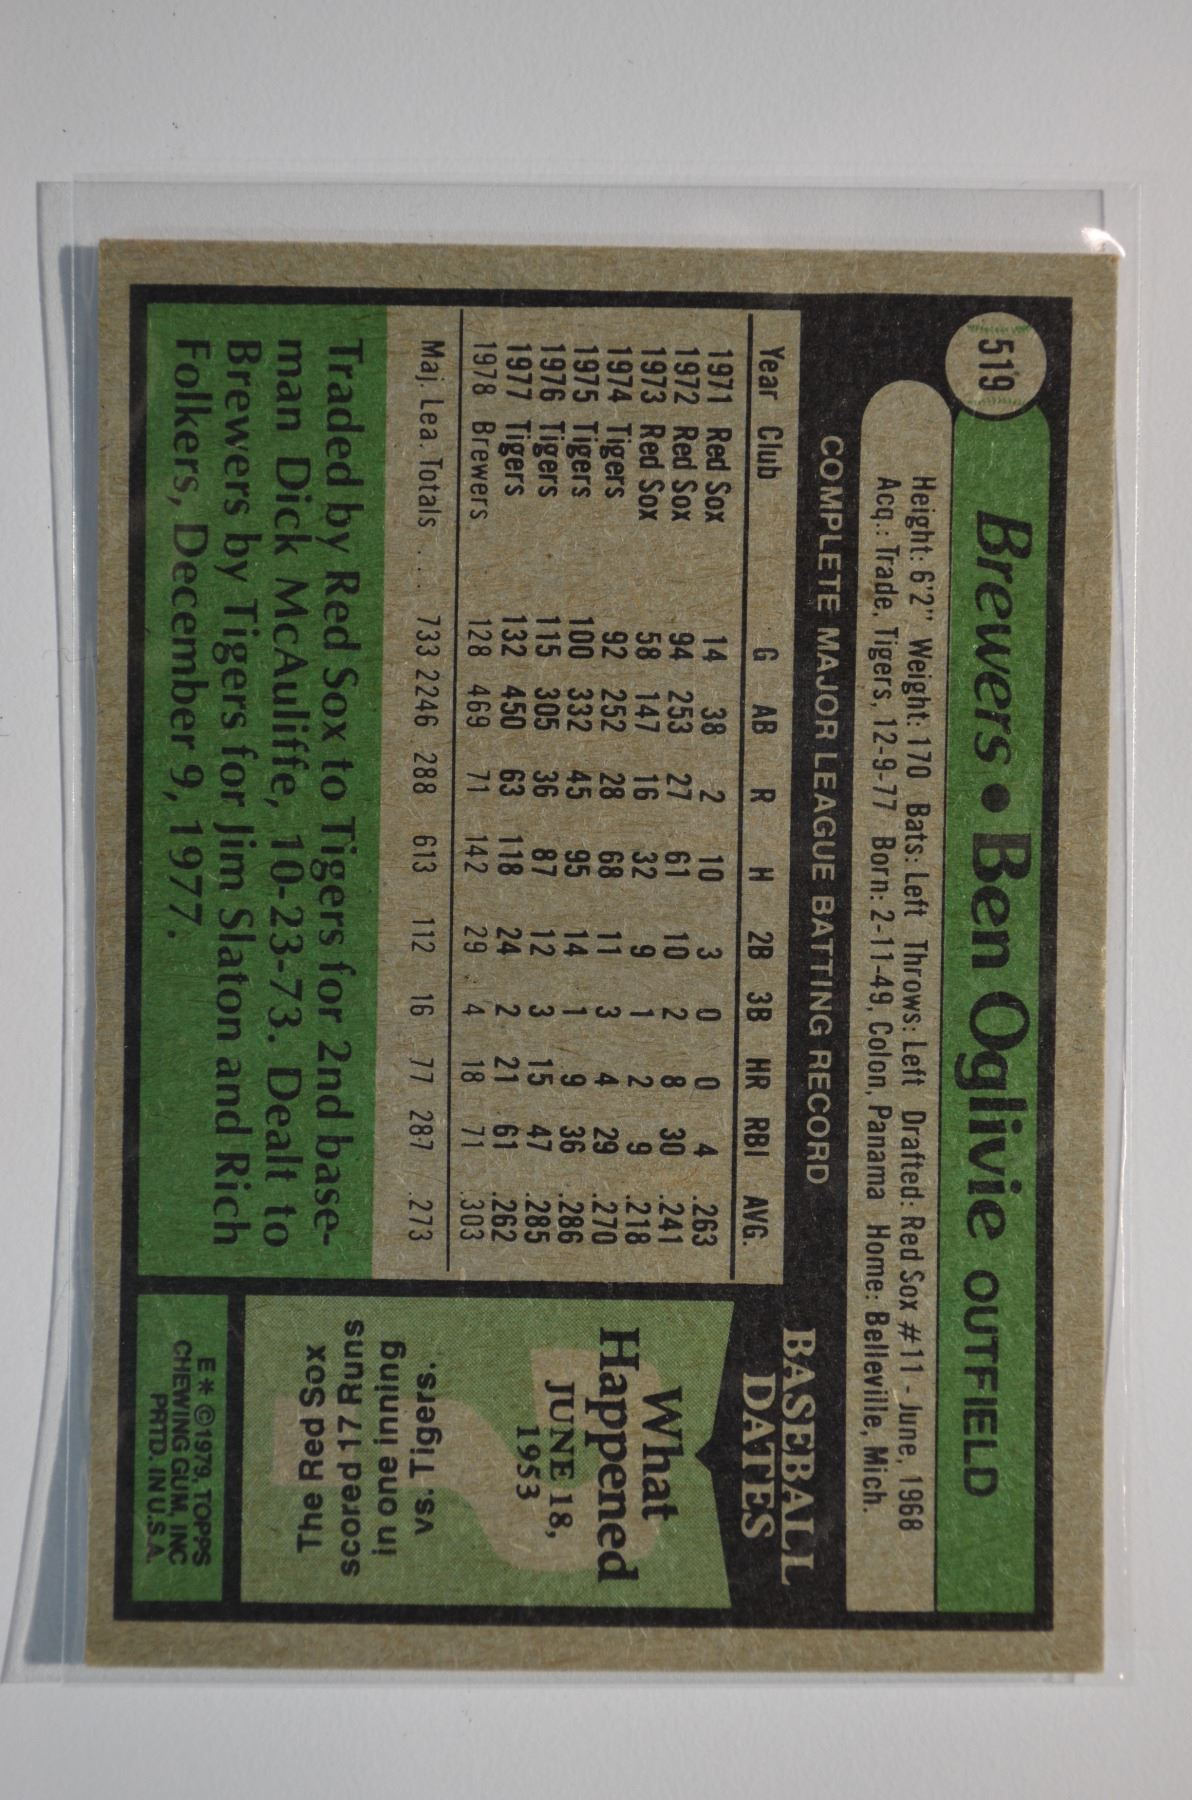 519
Brewers • Ben Oglivie OUTFIELD
Height: 6'2" Weight: 170 Bats: Left Throws: Left Drafted: Red Sox #11 - June, 1968
Acq.: Trade, Tigers, 12-9-77 Born: 2-11-49, Colon, Panama Home: Belleville, Mich.
COMPLETE MAJOR LEAGUE BATTING RECORD
Year Club G AB R H 2B 3B HR RBI AVG.
1971 Red Sox 14 38 2 10 3 0 0 4 .263
1972 Red Sox 94 253 27 61 10 2 8 30 .241
1973 Red Sox 58 147 16 32 9 1 2 9 .218
1974 Tigers 92 252 28 68 11 3 4 29 .270
1975 Tigers 100 332 45 95 14 1 9 36 .286
1976 Tigers 115 305 36 87 12 3 15 47 .285
1977 Tigers 132 450 63 118 24 2 21 61 .262
1978 Brewers 128 469 71 142 29 4 18 71 .303
Maj. Lea. Totals ... 733 2246 288 613 112 16 77 287 .273
Traded by Red Sox to Tigers for 2nd base-
man Dick McAuliffe, 10-23-73. Dealt to
Brewers by Tigers for Jim Slaton and Rich
Folkers, December 9, 1977.
BASEBALL
DATES
What
Happened
JUNE 18,
1953
The Red Sox
scored 17 Runs
in one inning
vs. Tigers.
E * © 1979. TOPPS
CHEWING GUM, INC
PRTD. IN U.S.A.